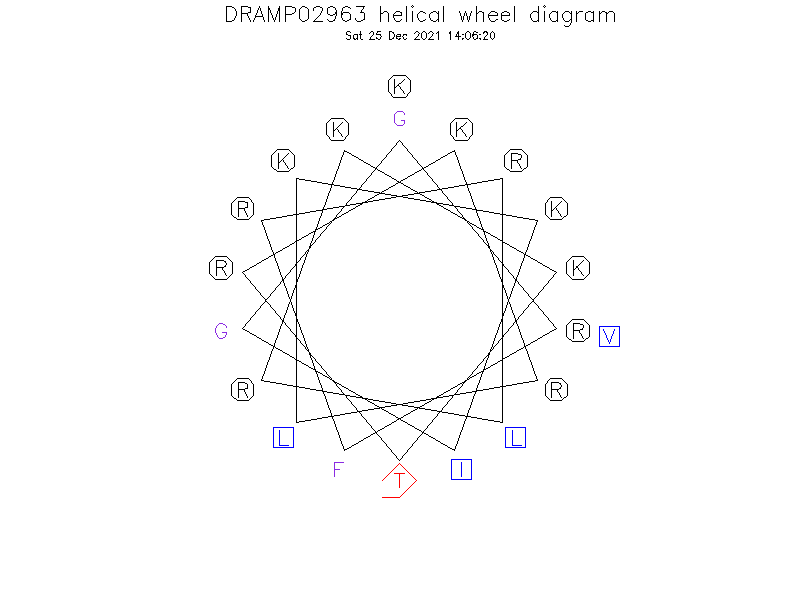 DRAMP02963 helical wheel diagram
Sat 25 Dec 2021 14:06:20
K
G
K K
K R
R K
R K
G R V
R R
L L
F I
T